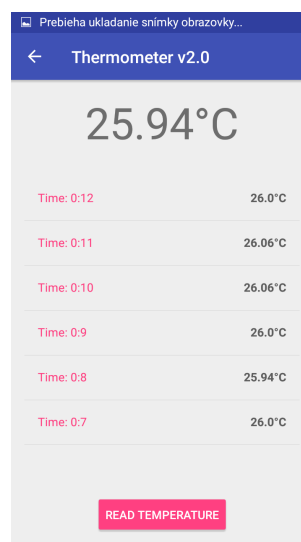 Prebieha ukladanie snímky obrazovky...
Thermometer v2.0
25.94°C
Time: 0:12 26.0°C
Time: 0:11 26.06°C
Time: 0:10 26.06°C
Time: 0:9 26.0°C
Time: 0:8 25.94°C
Time: 0:7 26.0°C
READ TEMPERATURE